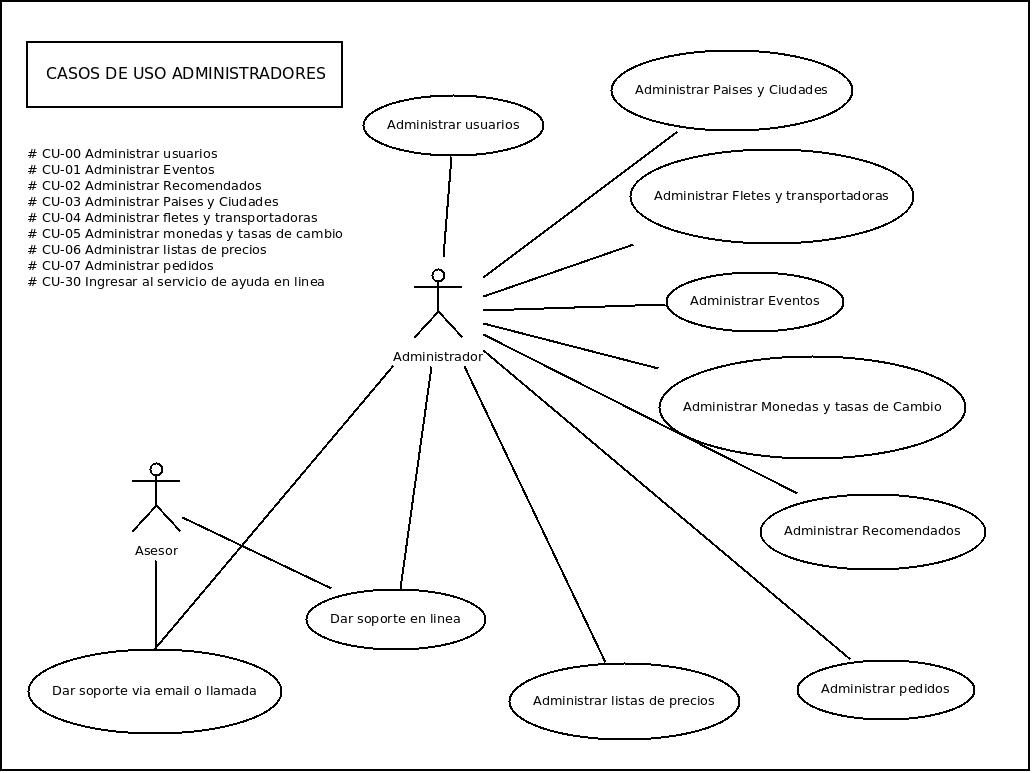 CASOS DE USO ADMINISTRADORES
# CU-00 Administrar usuarios
# CU-01 Administrar Eventos
# CU-02 Administrar Recomendados
# CU-03 Administrar Paises y Ciudades
# CU-04 Administrar fletes y transportadoras
# CU-05 Administrar monedas y tasas de cambio
# CU-06 Administrar listas de precios
# CU-07 Administrar pedidos
# CU-30 Ingresar al servicio de ayuda en linea
Administrar usuarios
Administrar Paises y Ciudades
Administrar Fletes y transportadoras
Administrar Eventos
Administrador
Administrar Monedas y tasas de Cambio
Administrar Recomendados
Asesor
Dar soporte en linea
Dar soporte via email o llamada
Administrar listas de precios
Administrar pedidos